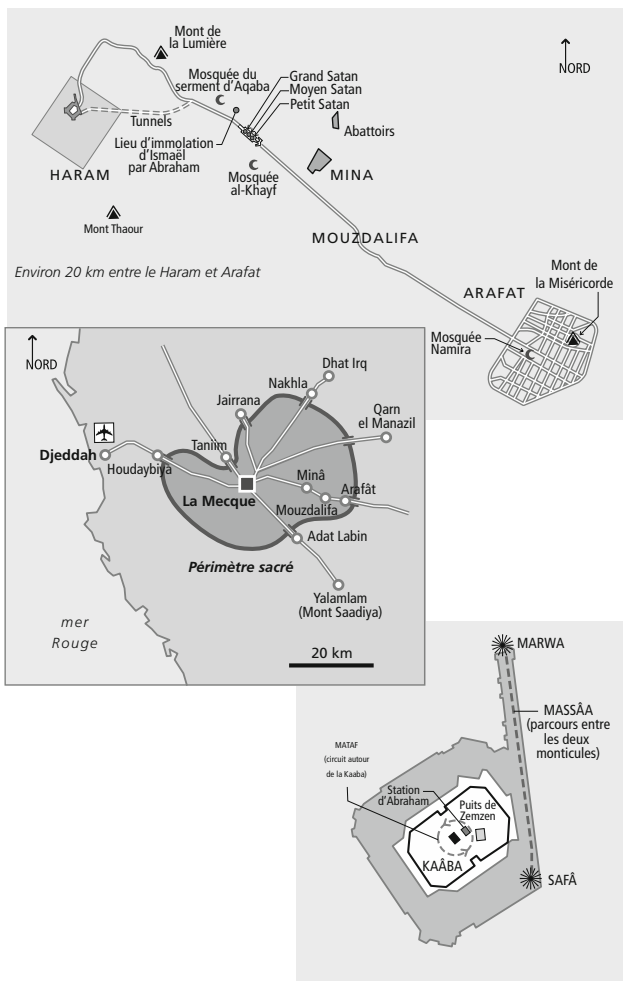 Mont de
la Lumière
NORD
Mosquée du
serment d'Aqaba
Grand Satan
Moyen Satan
Petit Satan
Tunnels
Abattoirs
Lieu d'immolation
d'Ismaël
par Abraham
HARAM
Mosquée
al-Khayf
MINA
Mont Thaour
MOUZDALIFA
Environ 20 km entre le Haram et Arafat
Mont de
la Miséricorde
ARAFAT
Mosquée
Namira
NORD
Dhat Irq
Nakhla
Jairrana
Qarn
el Manazil
Taniim
Djeddah
Houdaybiya
Minâ
La Mecque
Arafât
Mouzdalifa
Adat Labin
Périmètre sacré
Yalamlam
(Mont Saadiya)
mer
Rouge
20 km
MARWA
MASSÂA
(parcours entre
les deux
monticules)
MATAF
(circuit autour
de la Kaaba)
Station
d'Abraham
Puits de
Zemzen
KAÂBA
SAFÂ